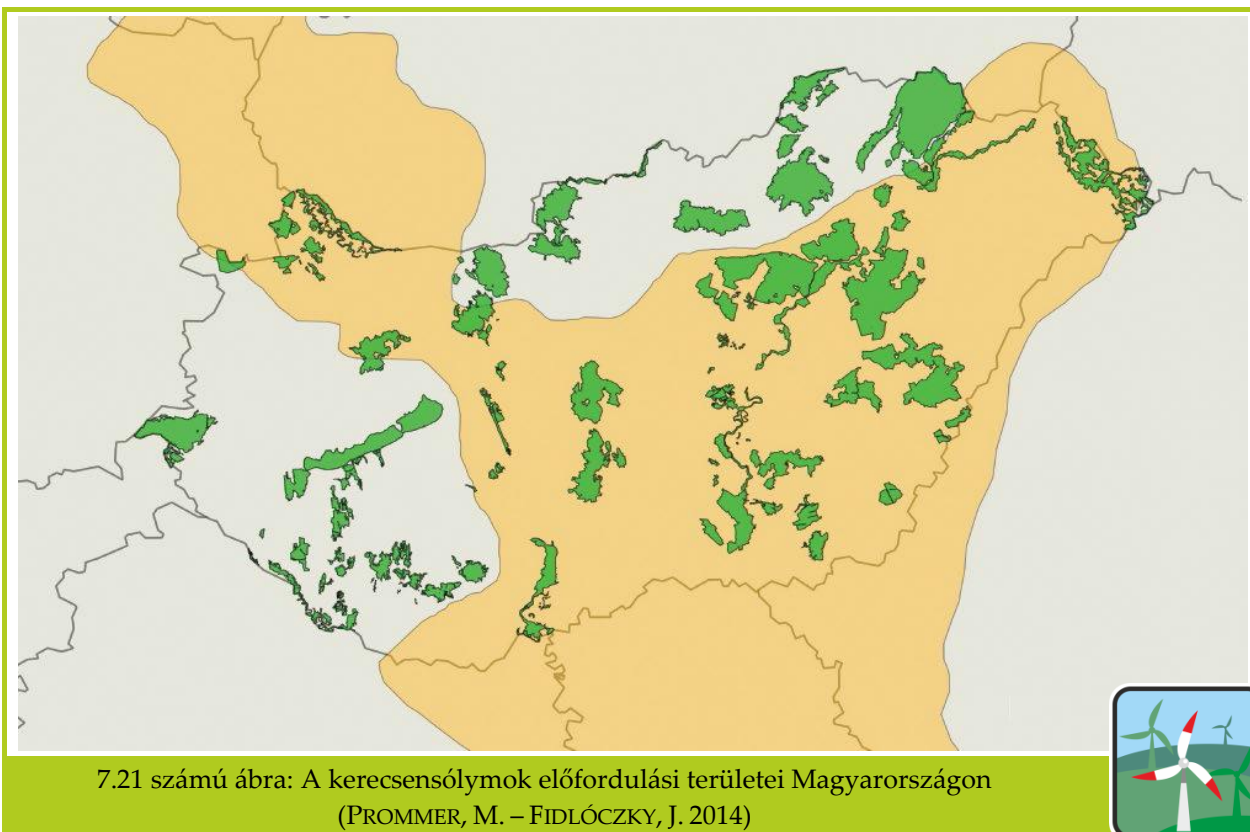 7.21 számú ábra: A kerecsensólymok előfordulási területei Magyarországon
(PROMMER, M. – FIDLÓCZKY, J. 2014)